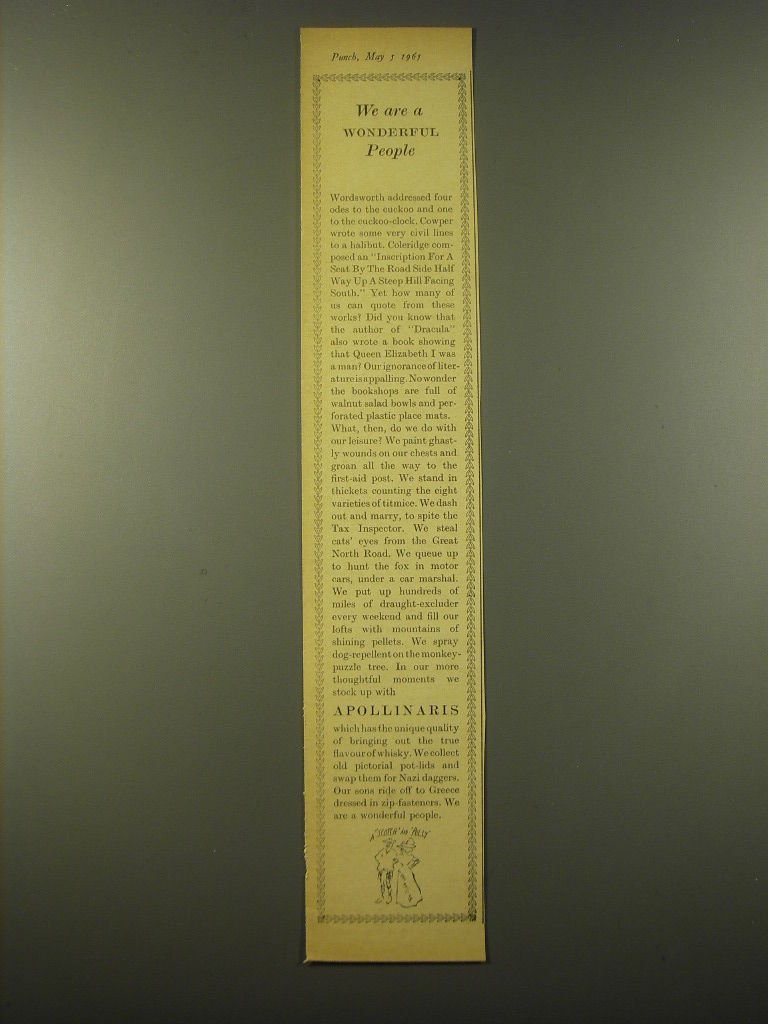 Punch, May 5 1965
We are a
WONDERFUL
People
Wordsworth addressed four
odes to the cuckoo and one
to the cuckoo-clock. Cowper
wrote some very civil lines
to a halibut. Coleridge com-
posed an "Inscription For A
Seat By The Road Side Half
Way Up A Steep Hill Facing
South." Yet how many of
us can quote from these
works? Did you know that
the author of "Dracula"
also wrote a book showing
that Queen Elizabeth I was
a man? Our ignorance of liter-
ature is appalling. No wonder
the bookshops are full of
walnut salad bowls and per-
forated plastic place mats.
What, then, do we do with
our leisure? We paint ghast-
ly wounds on our chests and
groan all the way to the
first-aid post. We stand in
thickets counting the eight
varieties of titmice. We dash
out and marry, to spite the
Tax Inspector. We steal
cats' eyes from the Great
North Road. We queue up
to hunt the fox in motor
cars, under a car marshal.
We put up hundreds of
miles of draught-excluder
every weekend and fill our
lofts with mountains of
shining pellets. We spray
dog-repellent on the monkey-
puzzle tree. In our more
thoughtful moments we
stock up with
APOLLINARIS
which has the unique quality
of bringing out the true
flavour of whisky. We collect
old pictorial pot-lids and
swap them for Nazi daggers.
Our sons ride off to Greece
dressed in zip-fasteners. We
are a wonderful people.
A "SCOTCH" and "POLLY"